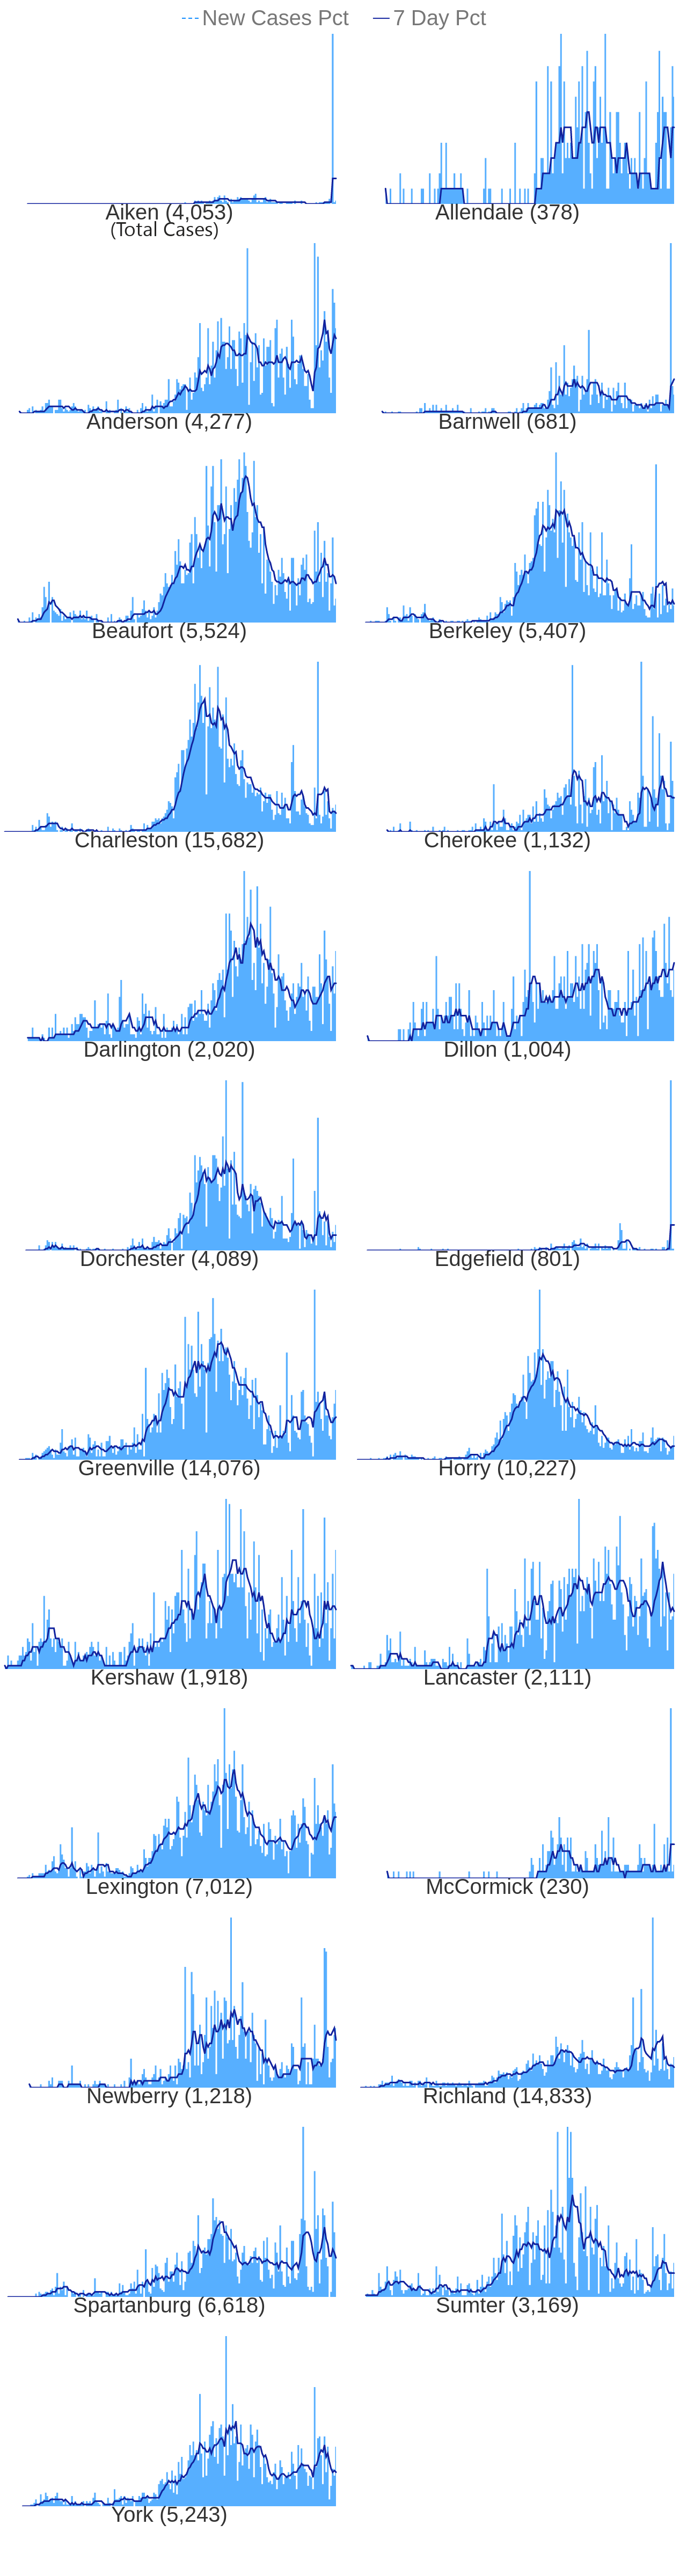 New Cases Pct 7 Day Pct
Aiken (4,053) Allendale (378)
(Total Cases)
Anderson (4,277) Barnwell (681)
Beaufort (5,524) Berkeley (5,407)
Charleston (15,682) Cherokee (1,132)
Darlington (2,020) Dillon (1,004)
Dorchester (4,089) Edgefield (801)
Greenville (14,076) Horry (10,227)
Kershaw (1,918) Lancaster (2,111)
Lexington (7,012) McCormick (230)
Newberry (1,218) Richland (14,833)
Spartanburg (6,618) Sumter (3,169)
York (5,243)